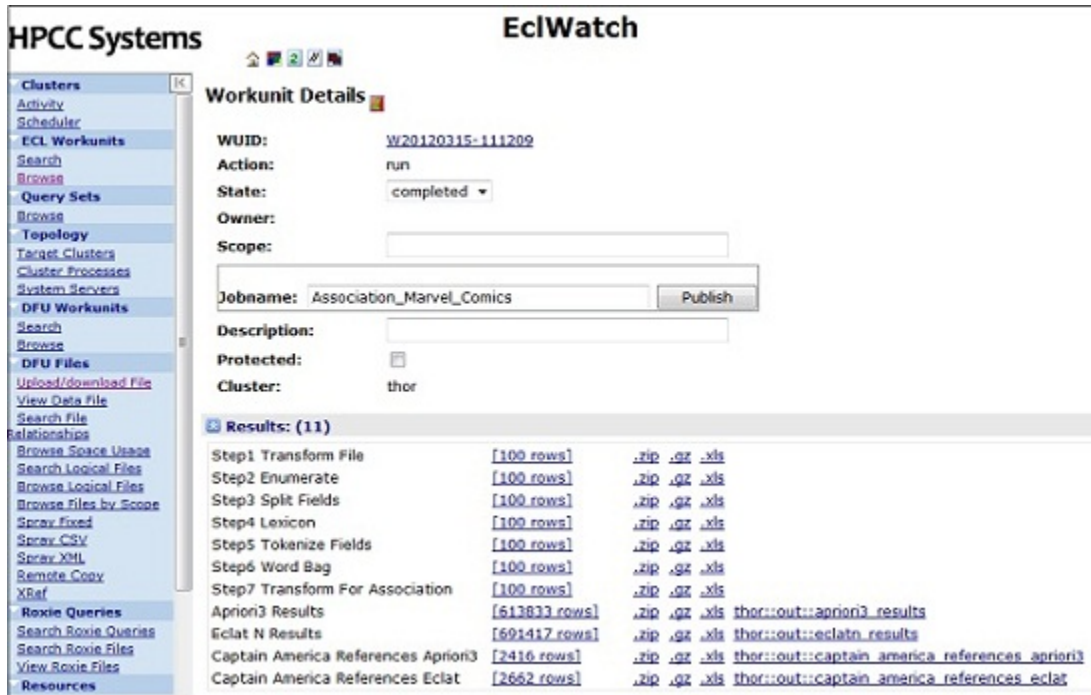 HPCC Systems
EclWatch
Clusters
Activity
Scheduler
ECL Workunits
Search
Browse
Query Sets
Browse
Topology
Target Clusters
Cluster Processes
System Servers
DFU Workunits
Search
Browse
DFU Files
Upload/download File
View Data File
Search File
Relationships
Browse Space Usage
Search Logical Files
Browse Logical Files
Browse Files by Scope
Spray Fixed
Spray CSV
Spray XML
Remote Copy
XRef
Roxie Queries
Search Roxie Queries
Search Roxie Files
View Roxie Files
Resources
Workunit Details
WUID: W20120315-111209
Action: run
State: completed
Owner:
Scope:
Jobname: Association_Marvel_Comics Publish
Description:
Protected:
Cluster: thor
Results: (11)
Step1 Transform File [100 rows] .zip .gz .xls
Step2 Enumerate [100 rows] .zip .gz .xls
Step3 Split Fields [100 rows] .zip .gz .xls
Step4 Lexicon [100 rows] .zip .gz .xls
Step5 Tokenize Fields [100 rows] .zip .gz .xls
Step6 Word Bag [100 rows] .zip .gz .xls
Step7 Transform For Association [100 rows] .zip .gz .xls
Apriori3 Results [613833 rows] .zip .gz .xls thor::out::apriori3_results
Eclat N Results [691417 rows] .zip .gz .xls thor::out::eclatn_results
Captain America References Apriori3 [2416 rows] .zip .gz .xls thor::out::captain_america_references_apriori3
Captain America References Eclat [2662 rows] .zip .gz .xls thor::out::captain_america_references_eclat